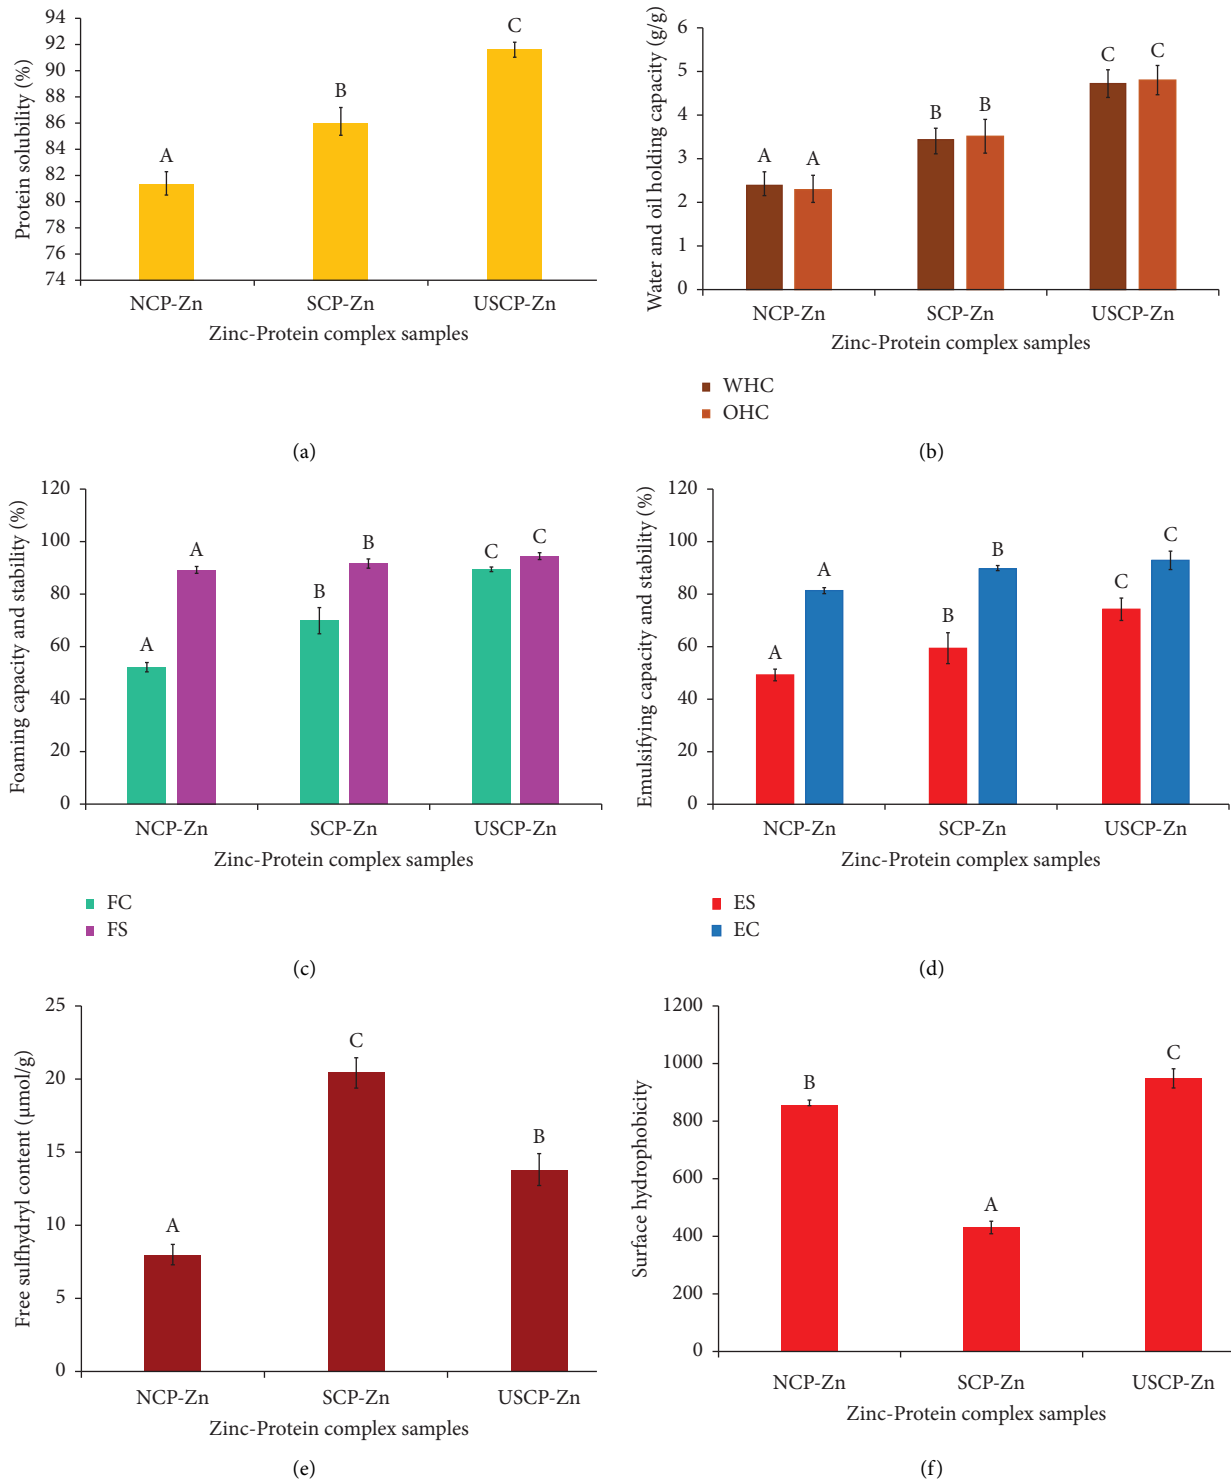 Protein solubility (%)
94
92
90
88
86
84
82
80
78
76
74
A
B
C
NCP-Zn SCP-Zn USCP-Zn
Zinc-Protein complex samples
(a)
Water and oil holding capacity (g/g)
6
5
4
3
2
1
0
A A
B B
C C
NCP-Zn SCP-Zn USCP-Zn
Zinc-Protein complex samples
WHC
OHC
(b)
Foaming capacity and stability (%)
120
100
80
60
40
20
0
A A
B B
C C
NCP-Zn SCP-Zn USCP-Zn
Zinc-Protein complex samples
FC
FS
(c)
Emulsifying capacity and stability (%)
120
100
80
60
40
20
0
A A
B B
C C
NCP-Zn SCP-Zn USCP-Zn
Zinc-Protein complex samples
ES
EC
(d)
Free sulfhydryl content (μmol/g)
25
20
15
10
5
0
A
C
B
NCP-Zn SCP-Zn USCP-Zn
Zinc-Protein complex samples
(e)
Surface hydrophobicity
1200
1000
800
600
400
200
0
B
A
C
NCP-Zn SCP-Zn USCP-Zn
Zinc-Protein complex samples
(f)